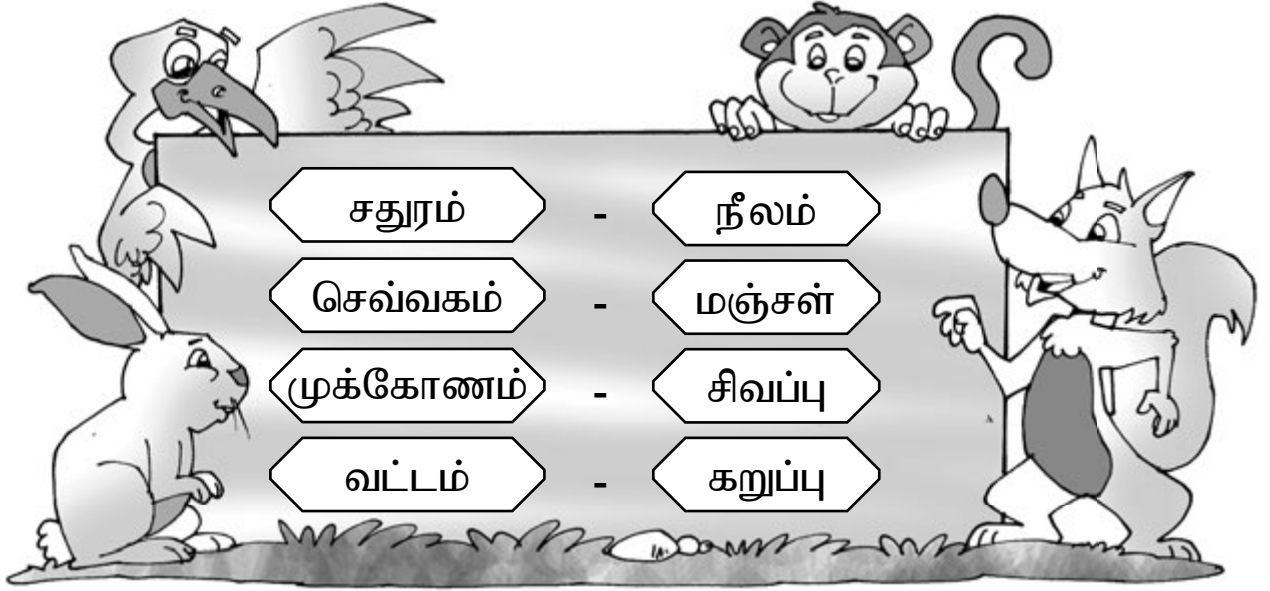 சதுரம் - நீலம்
செவ்வகம் - மஞ்சள்
முக்கோணம் - சிவப்பு
வட்டம் - கறுப்பு